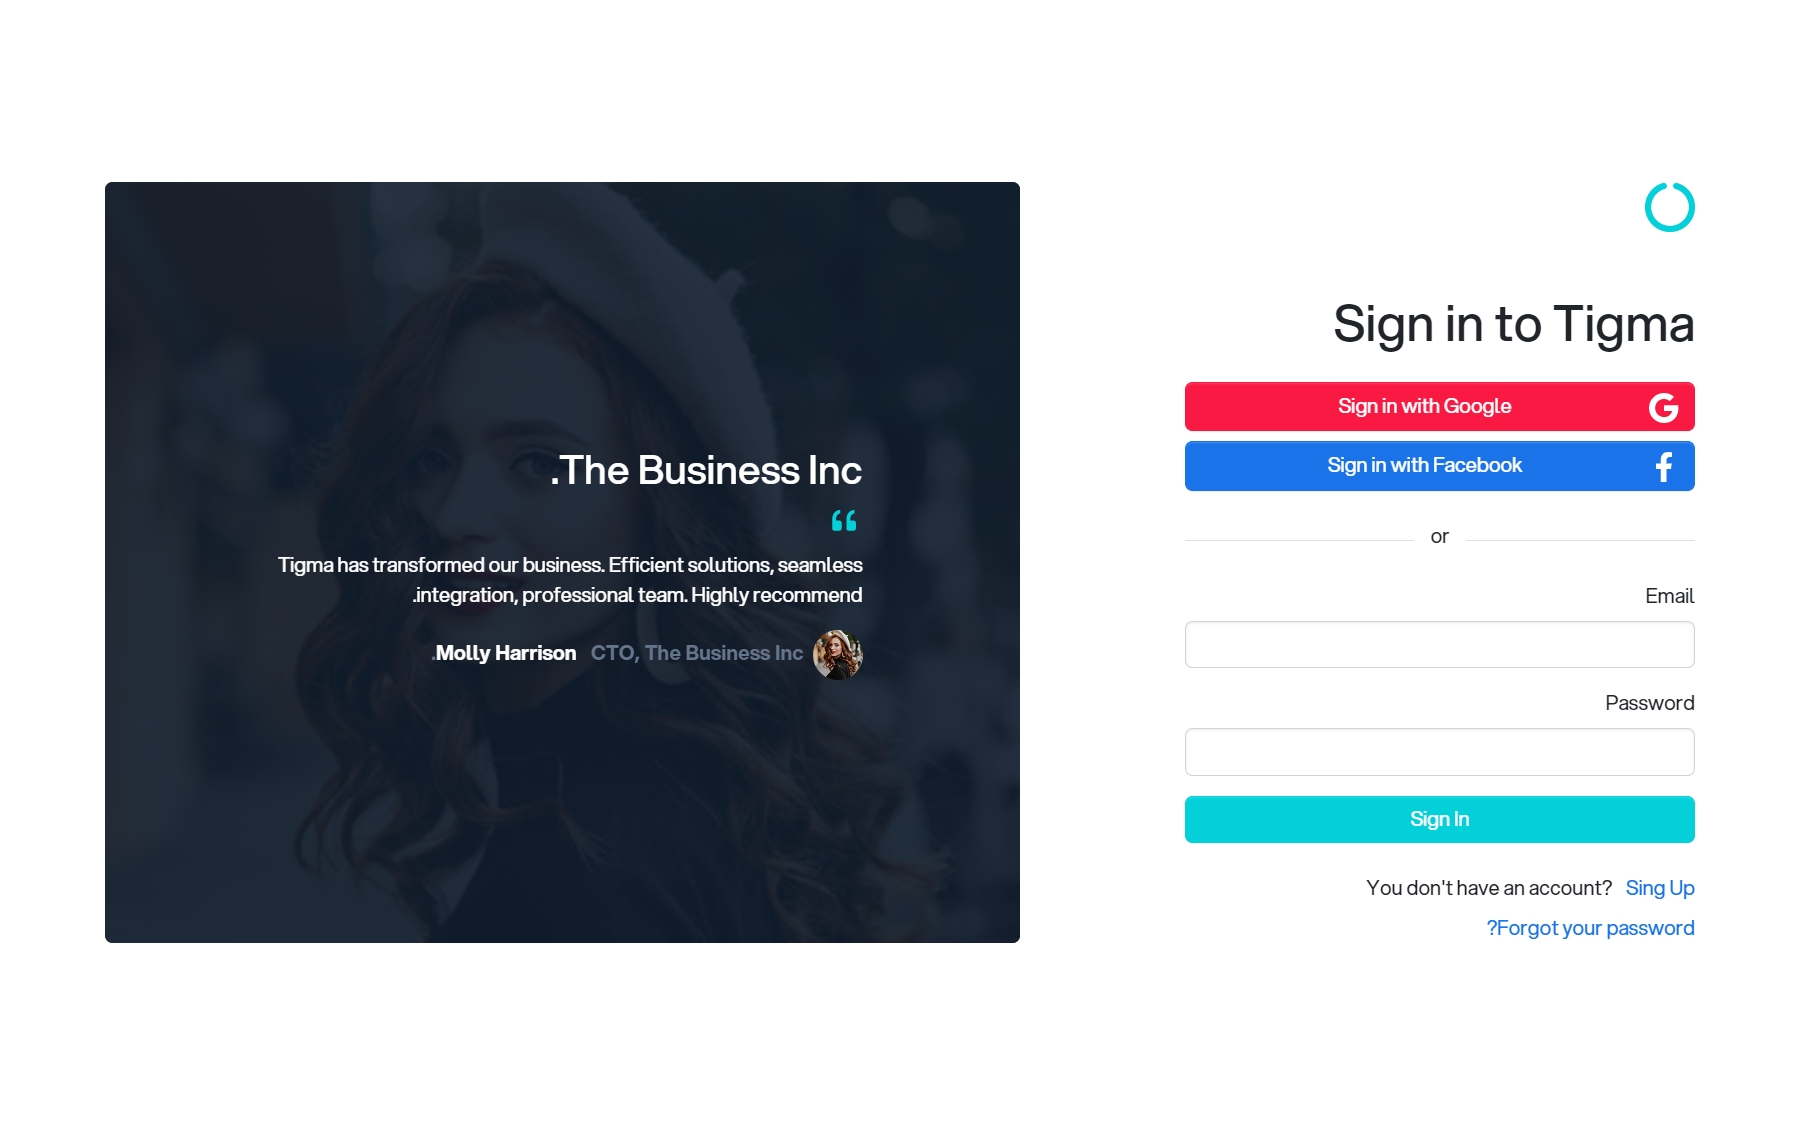 Sign in to Tigma
Sign in with Google
Sign in with Facebook
or
Email
Password
Sign In
You don't have an account? Sing Up
?Forgot your password
.The Business Inc
Tigma has transformed our business. Efficient solutions, seamless
.integration, professional team. Highly recommend
.Molly Harrison CTO, The Business Inc